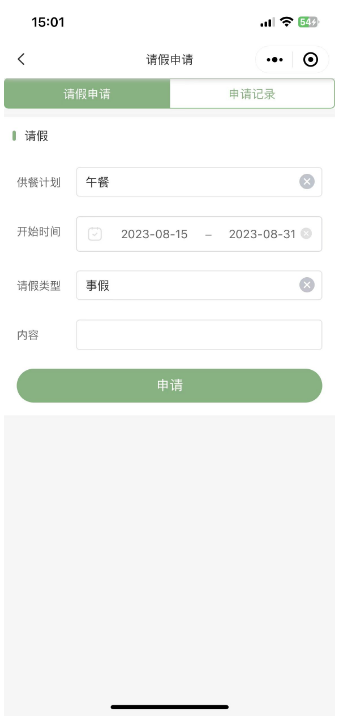 15:01
54
请假申请
请假申请 申请记录
请假
供餐计划 午餐
开始时间 2023-08-15 – 2023-08-31
请假类型 事假
内容
申请